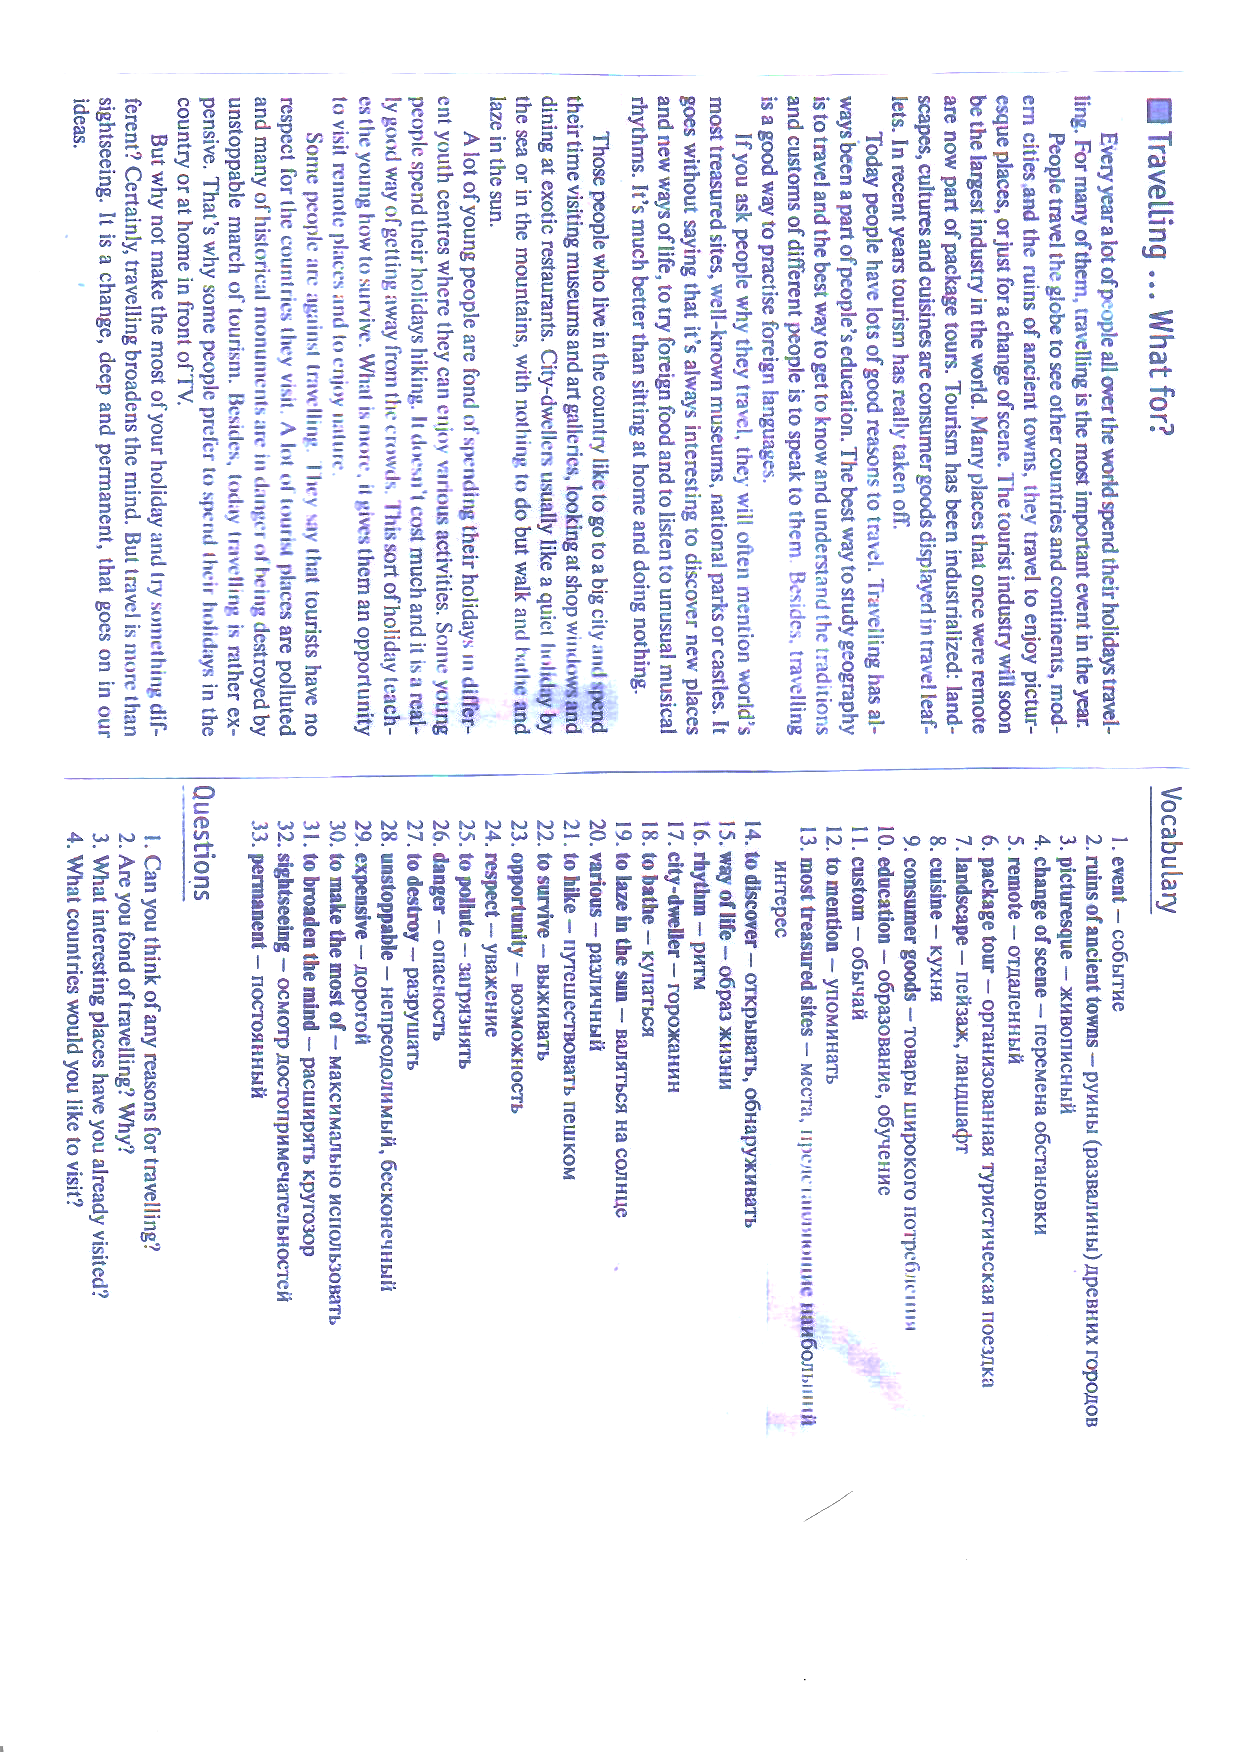 Travelling ... What for?
Every year a lot of people all over the world spend their holidays travel-
ling. For many of them, travelling is the most important event in the year.
People travel the globe to see other countries and continents, mod-
ern cities and the ruins of ancient towns, they travel to enjoy pictur-
esque places, or just for a change of scene. The tourist industry will soon
be the largest industry in the world. Many places that once were remote
are now part of package tours. Tourism has been industrialized: land-
scapes, cultures and cuisines are consumer goods displayed in travel leaf-
lets. In recent years tourism has really taken off.
Today people have lots of good reasons to travel. Travelling has al-
ways been a part of people's education. The best way to study geography
is to travel and the best way to get to know and understand the traditions
and customs of different people is to speak to them. Besides, travelling
is a good way to practise foreign languages.
If you ask people why they travel, they will often mention world's
most treasured sites, well-known museums, national parks or castles. It
goes without saying that it's always interesting to discover new places
and new ways of life, to try foreign food and to listen to unusual musical
rhythms. It's much better than sitting at home and doing nothing.
Those people who live in the country like to go to a big city and spend
their time visiting museums and art galleries, looking at shop windows and
dining at exotic restaurants. City-dwellers usually like a quiet holiday by
the sea or in the mountains, with nothing to do but walk and bathe and
laze in the sun.
A lot of young people are fond of spending their holidays in differ-
ent youth centres where they can enjoy various activities. Some young
people spend their holidays hiking. It doesn't cost much and it is a real-
ly good way of getting away from the crowds. This sort of holiday teach-
es the young how to survive. What is more, it gives them an opportunity
to visit remote places and to enjoy nature.
Some people are against travelling. They say that tourists have no
respect for the countries they visit. A lot of tourist places are polluted
and many of historical monuments are in danger of being destroyed by
unstoppable march of tourism. Besides, today travelling is rather ex-
pensive. That's why some people prefer to spend their holidays in the
country or at home in front of TV.
But why not make the most of your holiday and try something dif-
ferent? Certainly, travelling broadens the mind. But travel is more than
sightseeing. It is a change, deep and permanent, that goes on in our
ideas.
Vocabulary
1. event – событие
2. ruins of ancient towns – руины (развалины) древних городов
3. picturesque – живописный
4. change of scene – перемена обстановки
5. remote – отдаленный
6. package tour – организованная туристическая поездка
7. landscape – пейзаж, ландшафт
8. cuisine – кухня
9. consumer goods – товары широкого потребления
10. education – образование, обучение
11. custom – обычай
12. to mention – упоминать
13. most treasured sites – места, представляющие наибольший
интерес
14. to discover – открывать, обнаруживать
15. way of life – образ жизни
16. rhythm – ритм
17. city-dweller – горожанин
18. to bathe – купаться
19. to laze in the sun – валяться на солнце
20. various – различный
21. to hike – путешествовать пешком
22. to survive – выживать
23. opportunity – возможность
24. respect – уважение
25. to pollute – загрязнять
26. danger – опасность
27. to destroy – разрушать
28. unstoppable – непреодолимый, бесконечный
29. expensive – дорогой
30. to make the most of – максимально использовать
31. to broaden the mind – расширять кругозор
32. sightseeing – осмотр достопримечательностей
33. permanent – постоянный
Questions
1. Can you think of any reasons for travelling?
2. Are you fond of travelling? Why?
3. What interesting places have you already visited?
4. What countries would you like to visit?